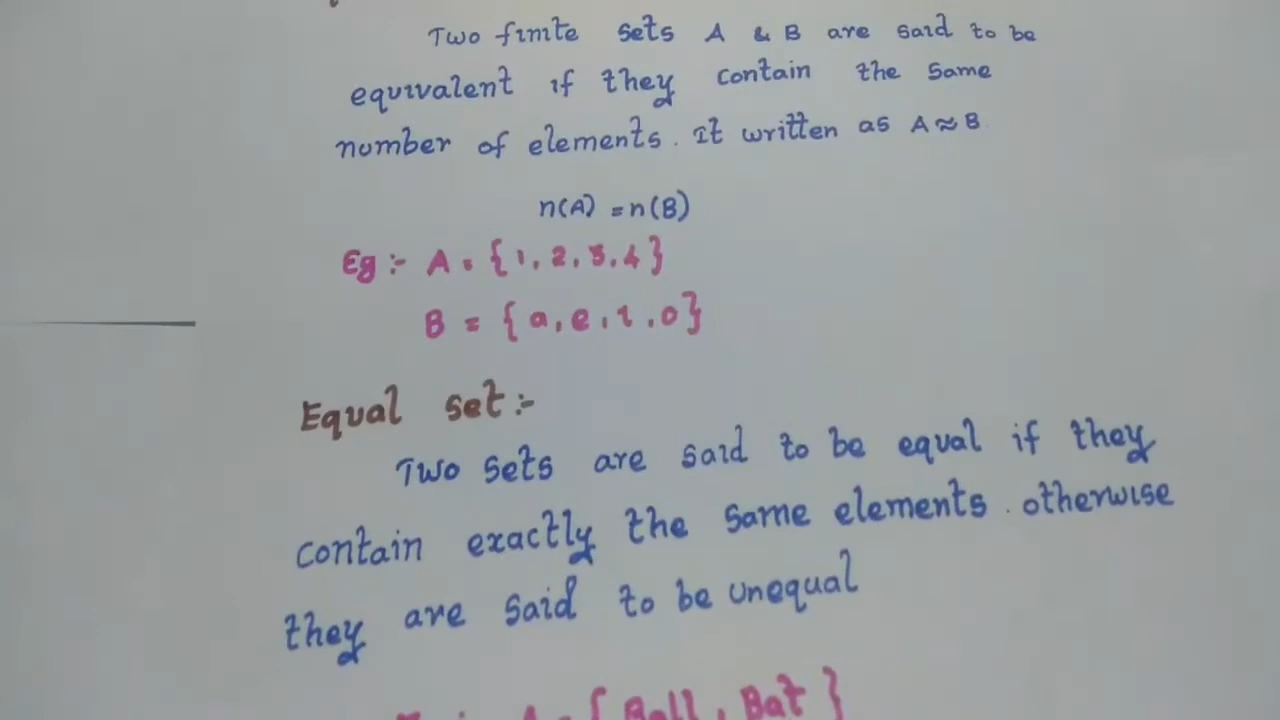 Two finite sets A & B are said to be
equivalent if they contain the same
number of elements. It written as A ≈ B
n(A) = n(B)
Eg :- A = {1, 2, 3, 4}
B = {a, e, i, o}
Equal set :-
Two sets are said to be equal if they
contain exactly the same elements. otherwise
they are said to be unequal
A = { Ball, Bat }